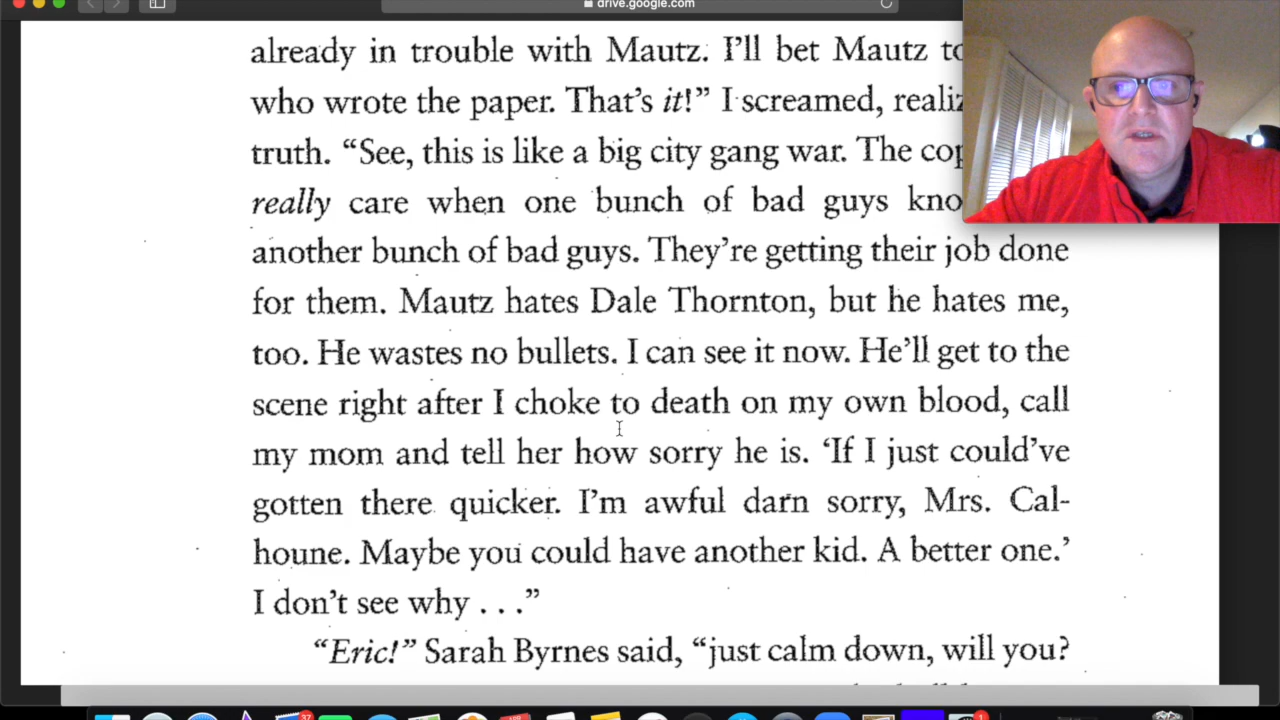 drive.google.com
already in trouble with Mautz. I'll bet Mautz
who wrote the paper. That's it!" I screamed,
truth. "See, this is like a big city gang war. The
really care when one bunch of bad guys
another bunch of bad guys. They're getting their job done
for them. Mautz hates Dale Thornton, but he hates me,
too. He wastes no bullets. I can see it now. He'll get to the
scene right after I choke to death on my own blood, call
my mom and tell her how sorry he is. 'If I just could've
gotten there quicker. I'm awful darn sorry, Mrs. Cal-
houne. Maybe you could have another kid. A better one.'
I don't see why . . ."
"Eric!" Sarah Byrnes said, "just calm down, will you?
37
1